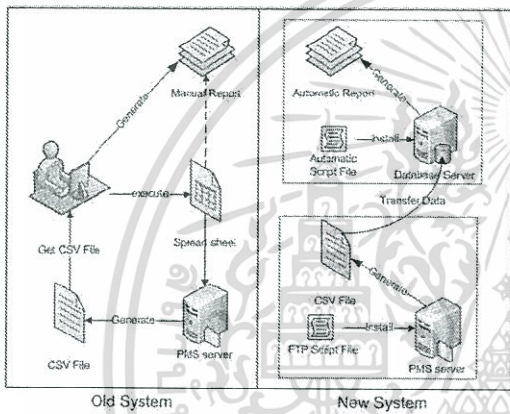 Manual Report
Generate
execute
Spread sheet
Get CSV File
Generate
CSV File
PMS server
Old System
Automatic Report
Generate
Install
Automatic
Script File
Database Server
Transfer Data
CSV File
Generate
Install
FTP Script File
PMS server
New System